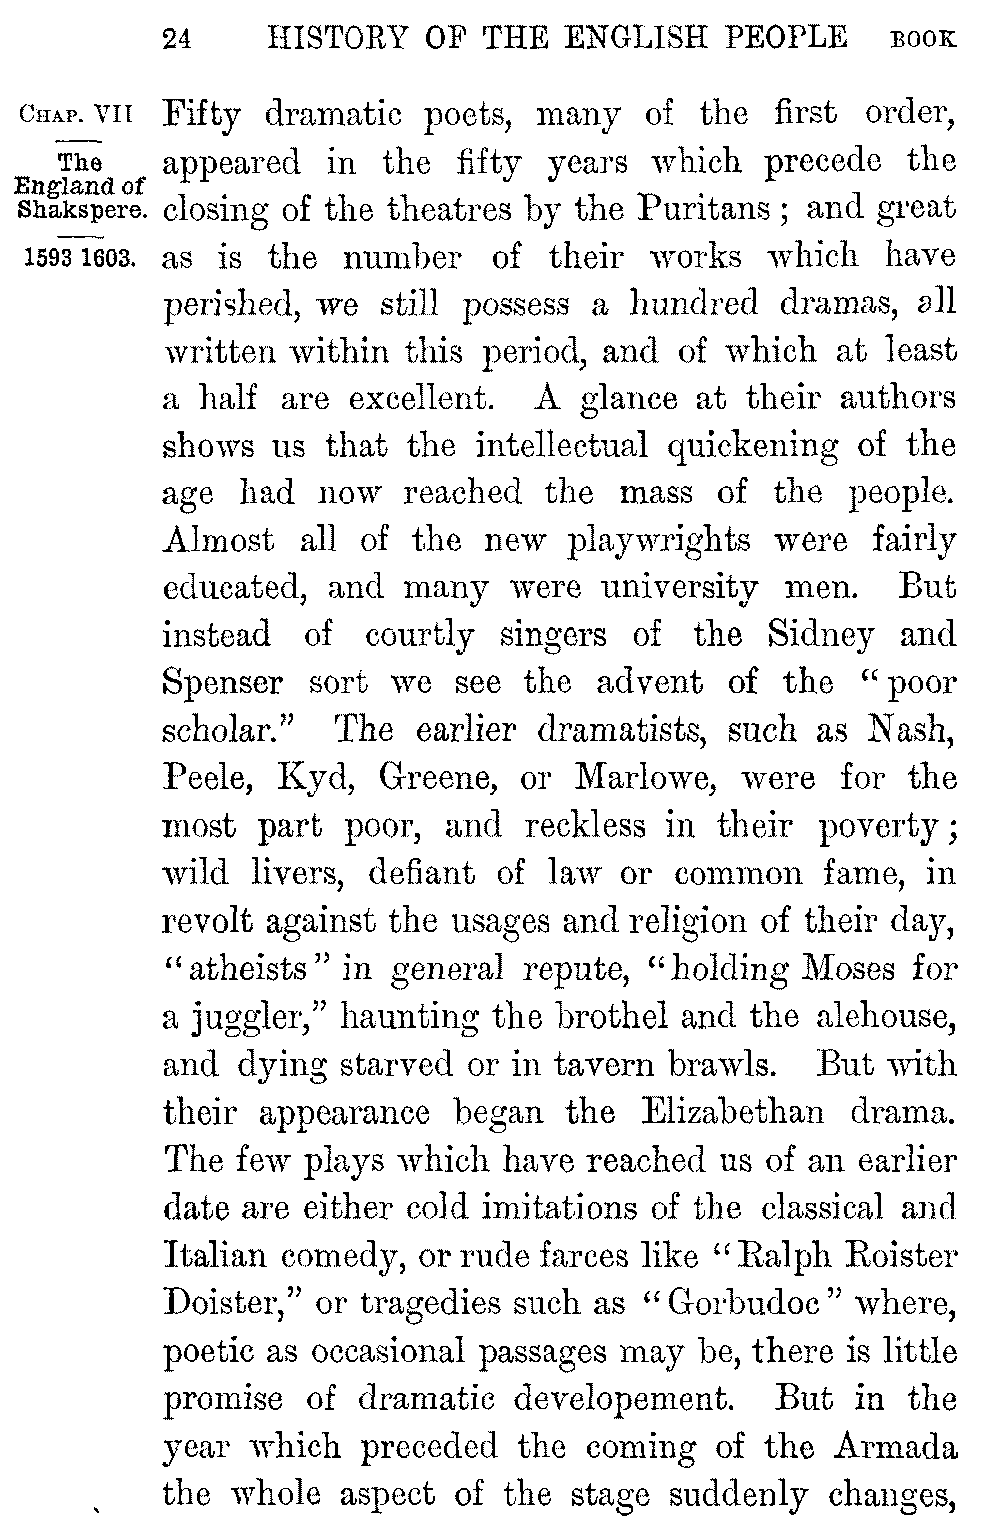 24 HISTORY OF THE ENGLISH PEOPLE BOOK
CHAP. VII
The
England of
Shakspere.
1593 1603.
Fifty dramatic poets, many of the first order,
appeared in the fifty years which precede the
closing of the theatres by the Puritans; and great
as is the number of their works which have
perished, we still possess a hundred dramas, all
written within this period, and of which at least
a half are excellent. A glance at their authors
shows us that the intellectual quickening of the
age had now reached the mass of the people.
Almost all of the new playwrights were fairly
educated, and many were university men. But
instead of courtly singers of the Sidney and
Spenser sort we see the advent of the "poor
scholar." The earlier dramatists, such as Nash,
Peele, Kyd, Greene, or Marlowe, were for the
most part poor, and reckless in their poverty;
wild livers, defiant of law or common fame, in
revolt against the usages and religion of their day,
"atheists" in general repute, "holding Moses for
a juggler," haunting the brothel and the alehouse,
and dying starved or in tavern brawls. But with
their appearance began the Elizabethan drama.
The few plays which have reached us of an earlier
date are either cold imitations of the classical and
Italian comedy, or rude farces like "Ralph Roister
Doister," or tragedies such as "Gorbudoc" where,
poetic as occasional passages may be, there is little
promise of dramatic developement. But in the
year which preceded the coming of the Armada
the whole aspect of the stage suddenly changes,